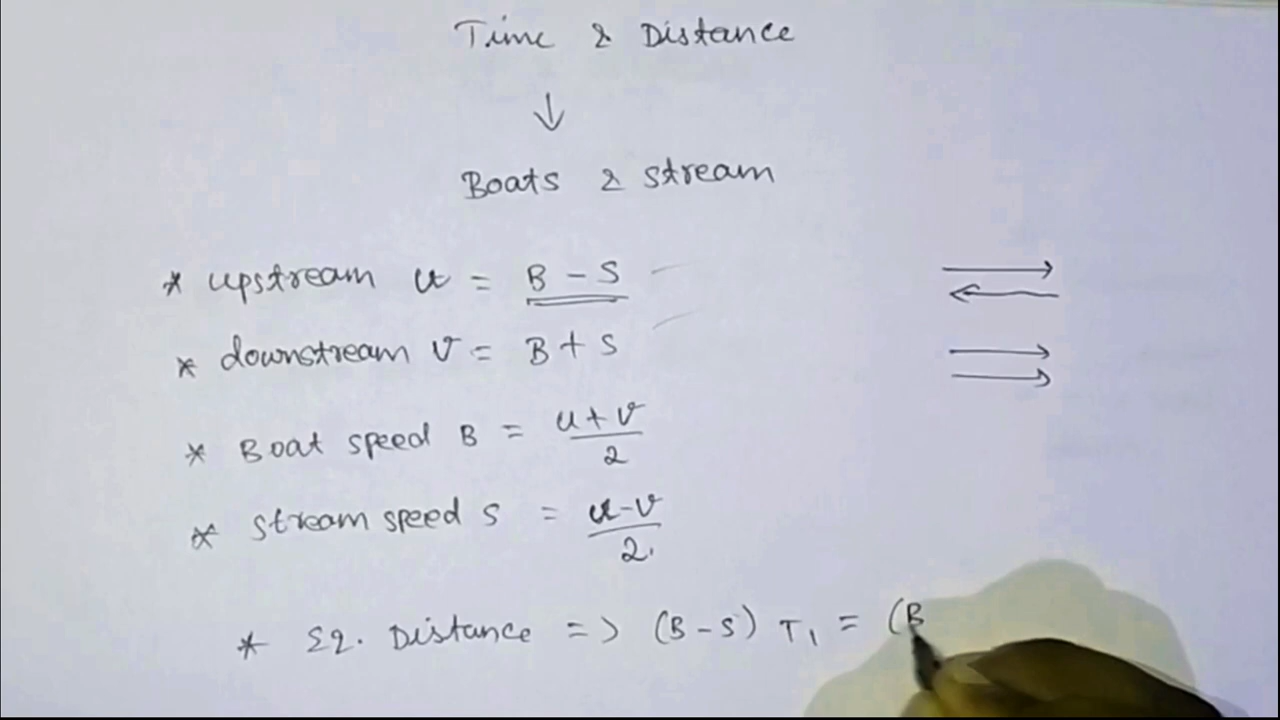 Time & Distance
↓
Boats & stream
* upstream u = B - S
* downstream v = B + S
* Boat speed B = u+v/2
* stream speed S = u-v/2.
* Eq. Distance => (B-S) T₁ = (B